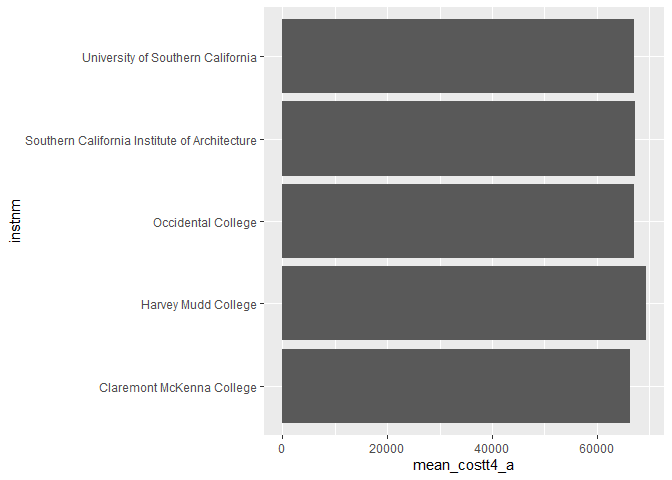 University of Southern California
Southern California Institute of Architecture
Occidental College
Harvey Mudd College
Claremont McKenna College
instnm
0 20000 40000 60000
mean_costt4_a